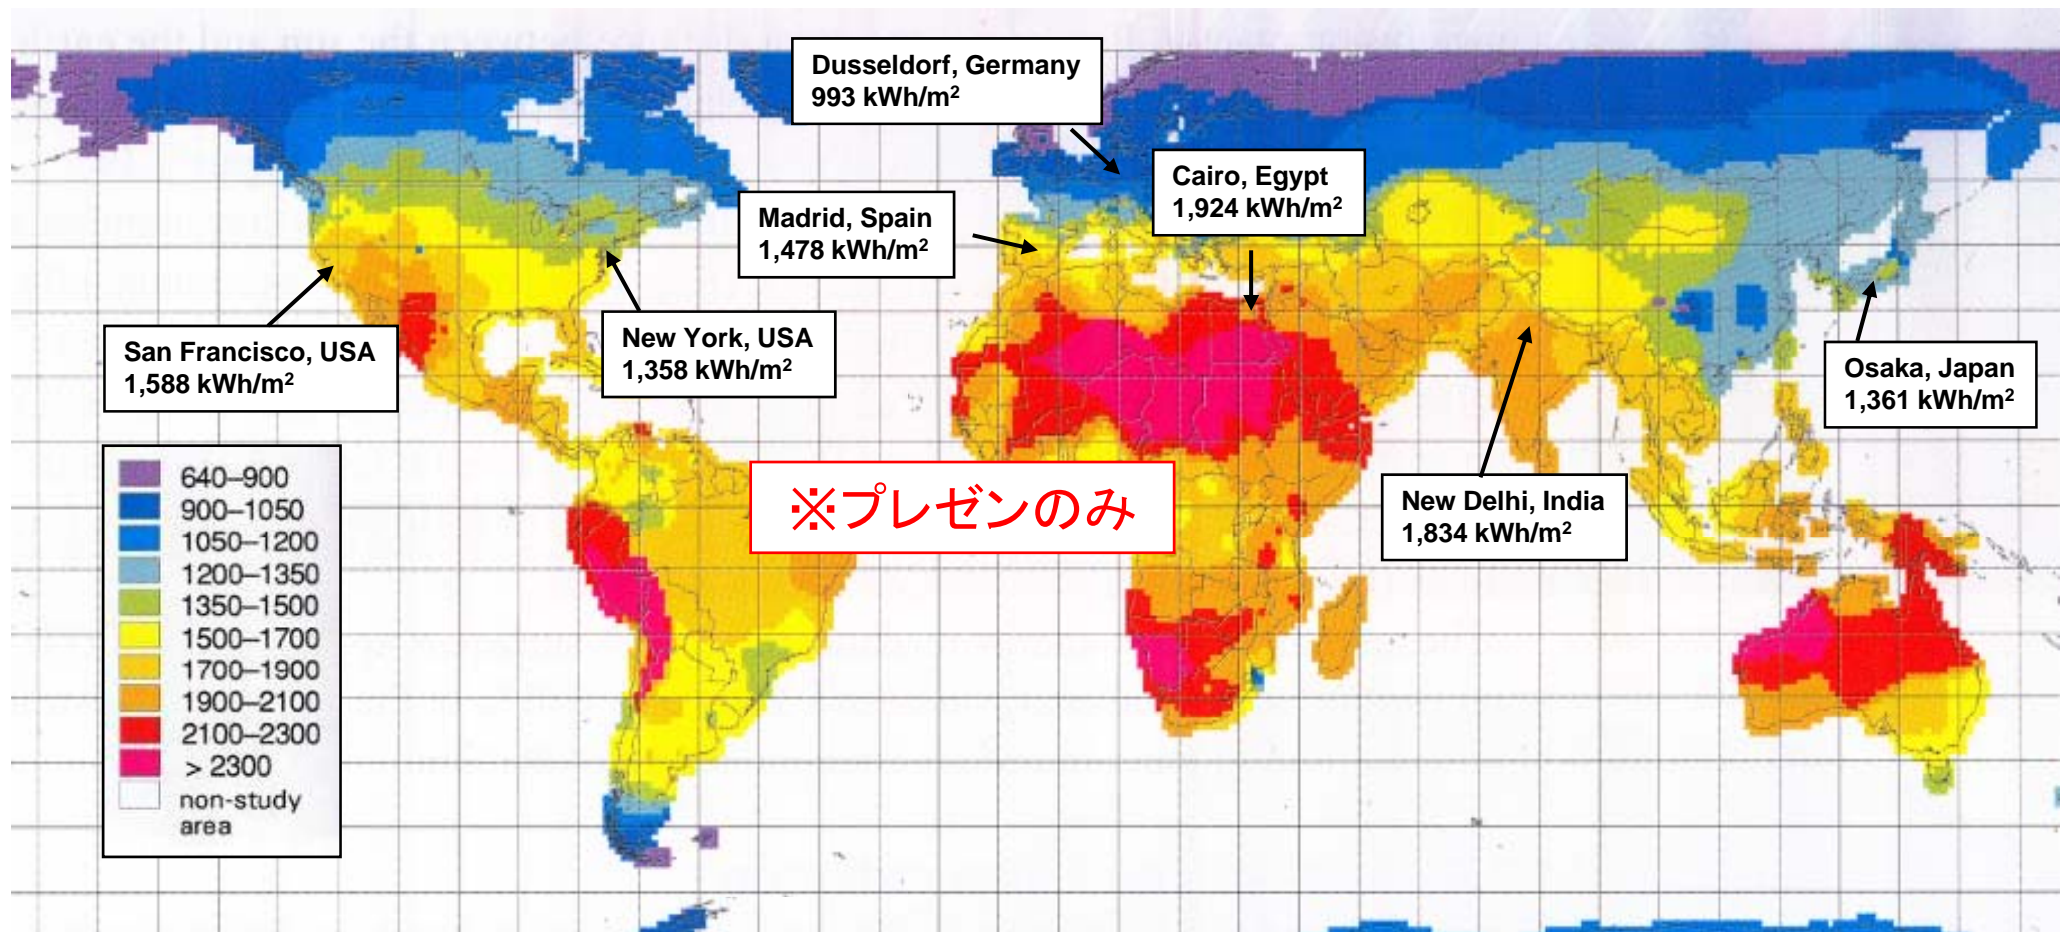 Dusseldorf, Germany
993 kWh/m²
Cairo, Egypt
1,924 kWh/m²
Madrid, Spain
1,478 kWh/m²
San Francisco, USA
1,588 kWh/m²
New York, USA
1,358 kWh/m²
Osaka, Japan
1,361 kWh/m²
New Delhi, India
1,834 kWh/m²
※プレゼンのみ
640–900
900–1050
1050–1200
1200–1350
1350–1500
1500–1700
1700–1900
1900–2100
2100–2300
> 2300
non-study
area